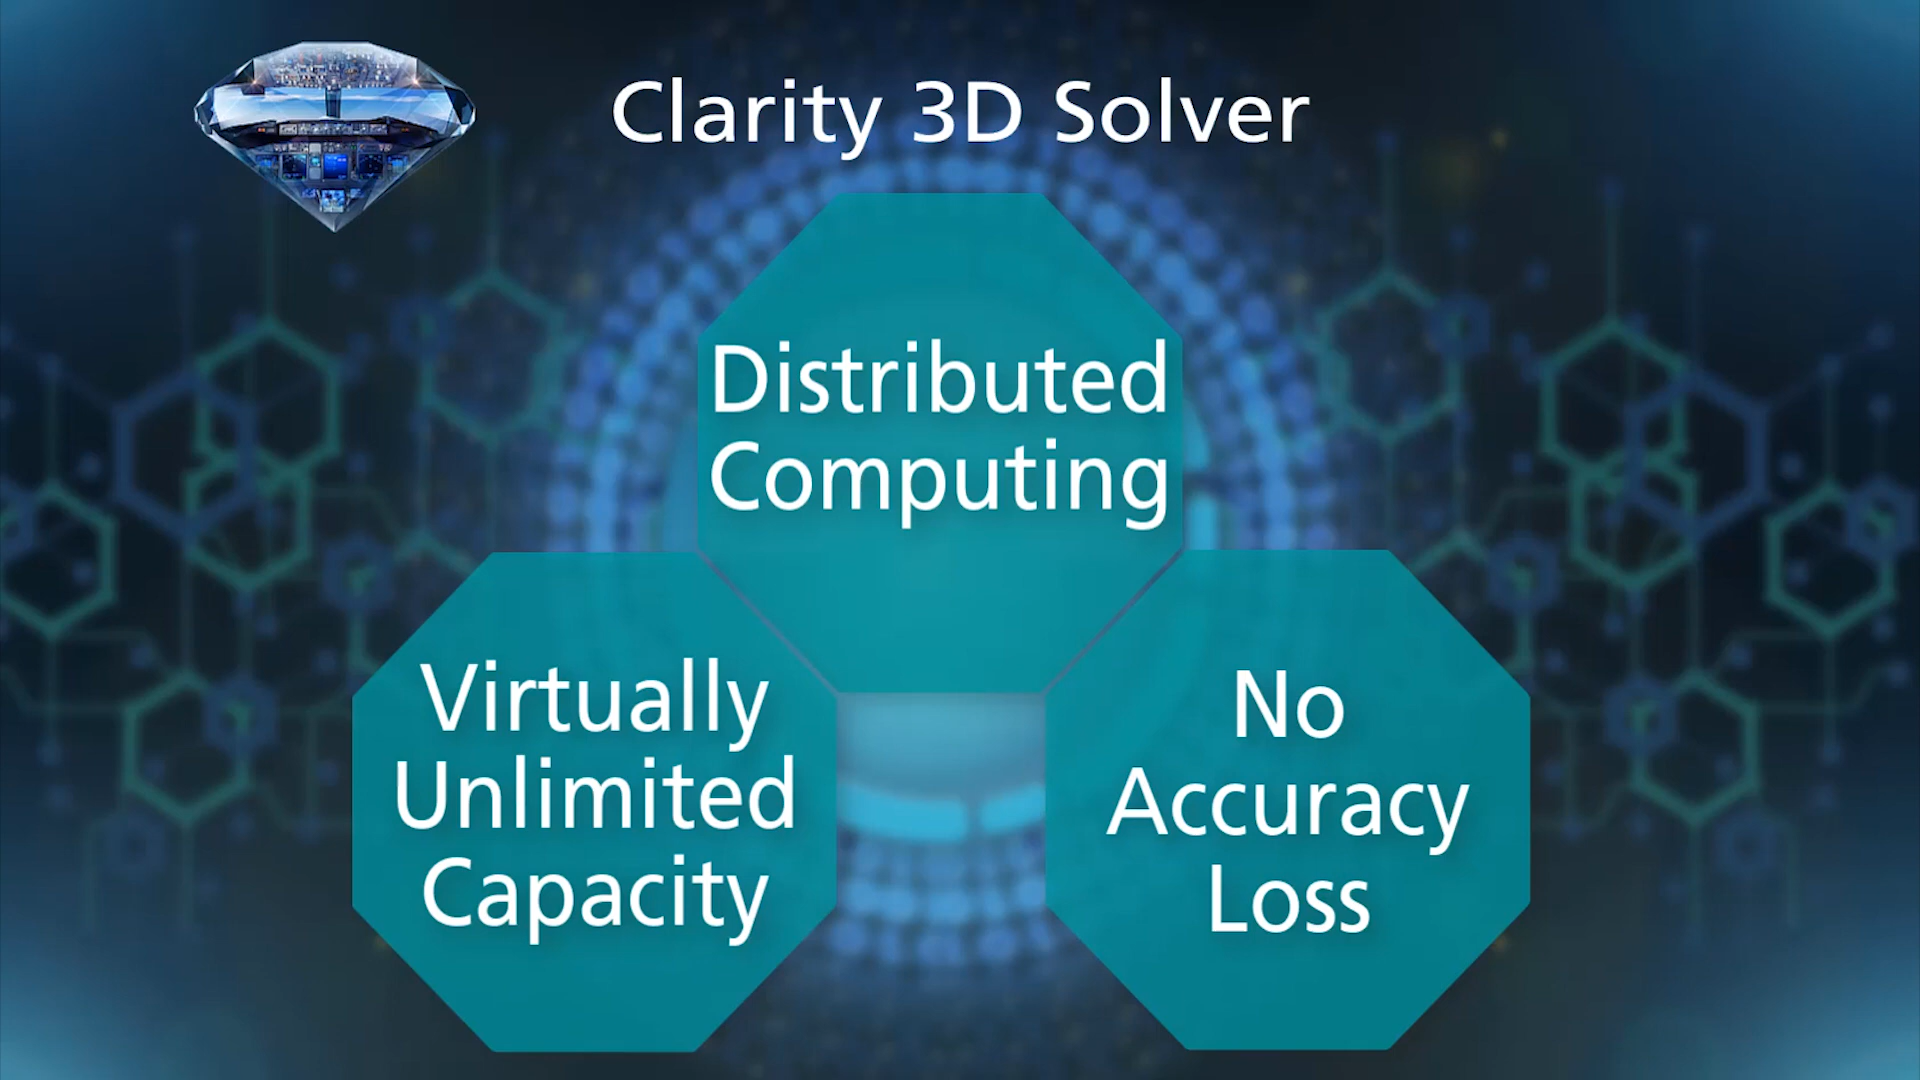 Clarity 3D Solver
Distributed
Computing
Virtually
Unlimited
Capacity
No
Accuracy
Loss